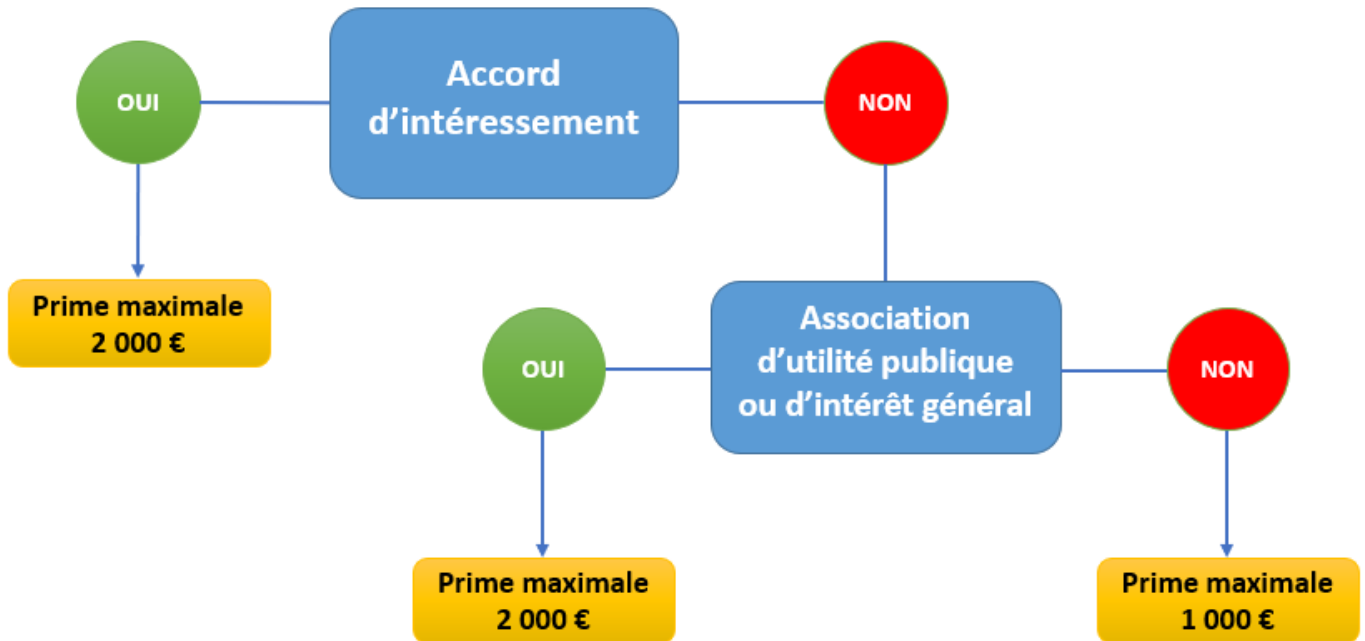 Accord
d’intéressement
OUI
NON
Prime maximale
2 000 €
Association
d’utilité publique
ou d’intérêt général
OUI
NON
Prime maximale
2 000 €
Prime maximale
1 000 €